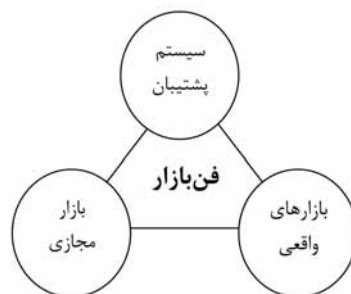 سیستم
پشتیبان
فن‌بازار
بازارهای
واقعی
بازار
مجازی